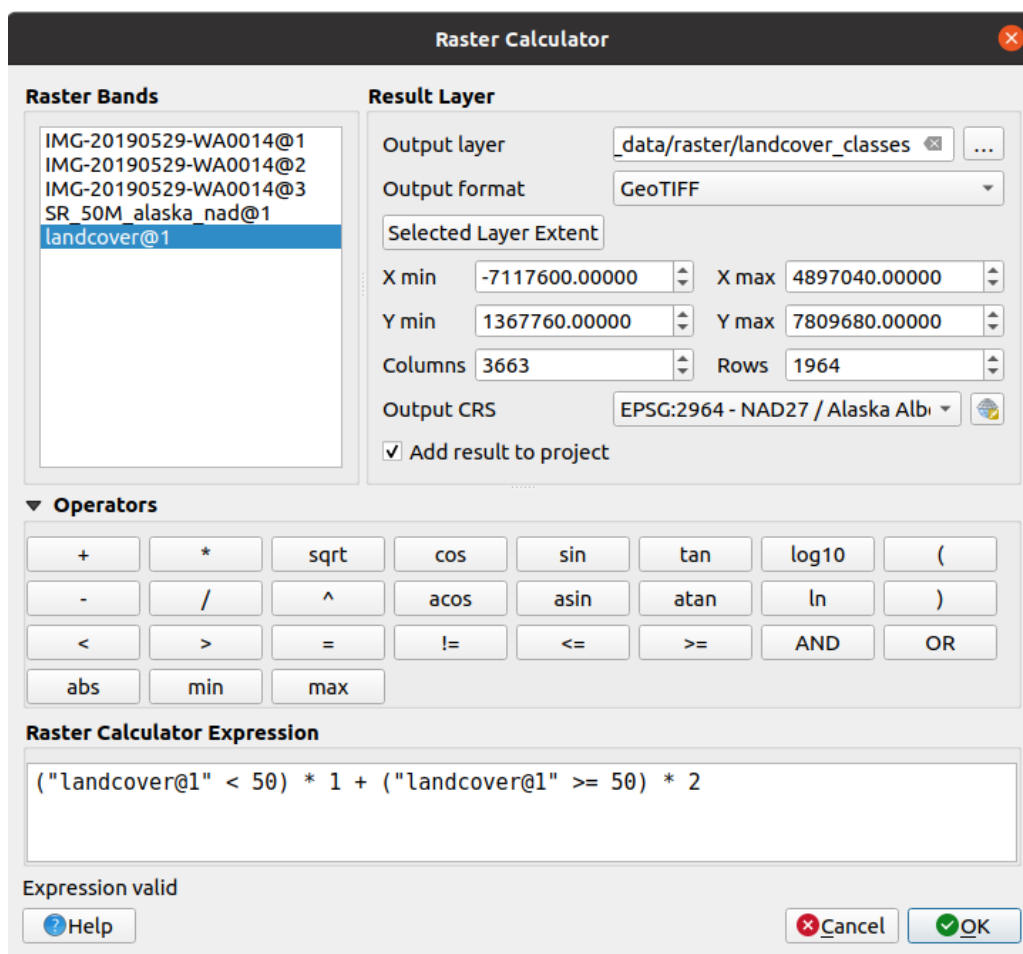 Raster Calculator
Raster Bands
IMG-20190529-WA0014@1
IMG-20190529-WA0014@2
IMG-20190529-WA0014@3
SR_50M_alaska_nad@1
landcover@1
Result Layer
Output layer _data/raster/landcover_classes ...
Output format GeoTIFF
Selected Layer Extent
X min -7117600.00000 X max 4897040.00000
Y min 1367760.00000 Y max 7809680.00000
Columns 3663 Rows 1964
Output CRS EPSG:2964 - NAD27 / Alaska Alb
Add result to project
Operators
+ * sqrt cos sin tan log10 (
- / ^ acos asin atan ln )
< > = != <= >= AND OR
abs min max
Raster Calculator Expression
("landcover@1" < 50) * 1 + ("landcover@1" >= 50) * 2
Expression valid
Help Cancel OK